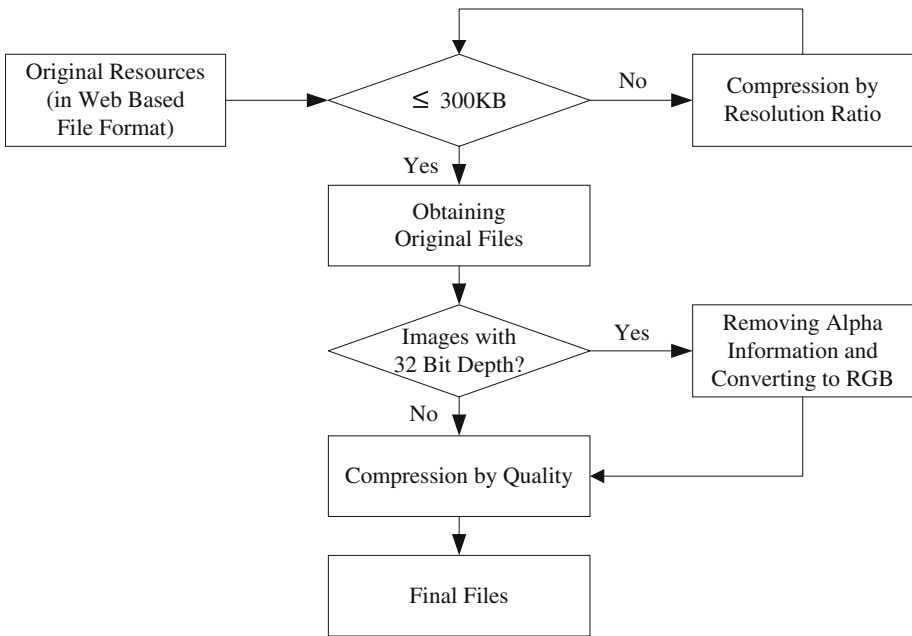 Original Resources
(in Web Based
File Format)
≤ 300KB
No
Compression by
Resolution Ratio
Yes
Obtaining
Original Files
Images with
32 Bit Depth?
Yes
Removing Alpha
Information and
Converting to RGB
No
Compression by Quality
Final Files